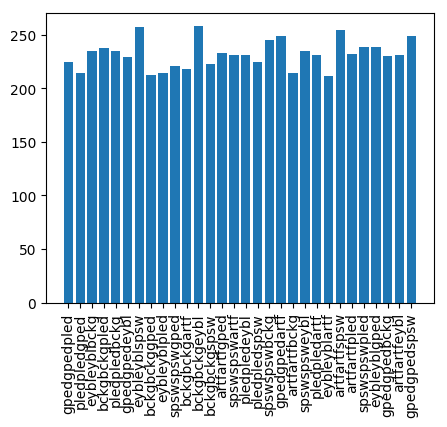 250
200
150
100
50
0
gpedgpedpled
pledpledgped
eybleyblbckg
bckgbckgpled
pledpledbckg
gpedgpedeybl
eybleyblspsw
bckgbckggped
eybleyblpled
spswspswgped
bckgbckgartf
bckgbckgeybl
bckgbckgspsw
artfartfgped
spswspswartf
pledpledeybl
pledpledspsw
spswspswbckg
gpedgpedartf
artfartfbckg
spswspsweybl
pledpledartf
eybleyblartf
artfartfspsw
artfartfpled
spswspswpled
eybleyblgped
gpedgpedbckg
artfartfeybl
gpedgpedspsw